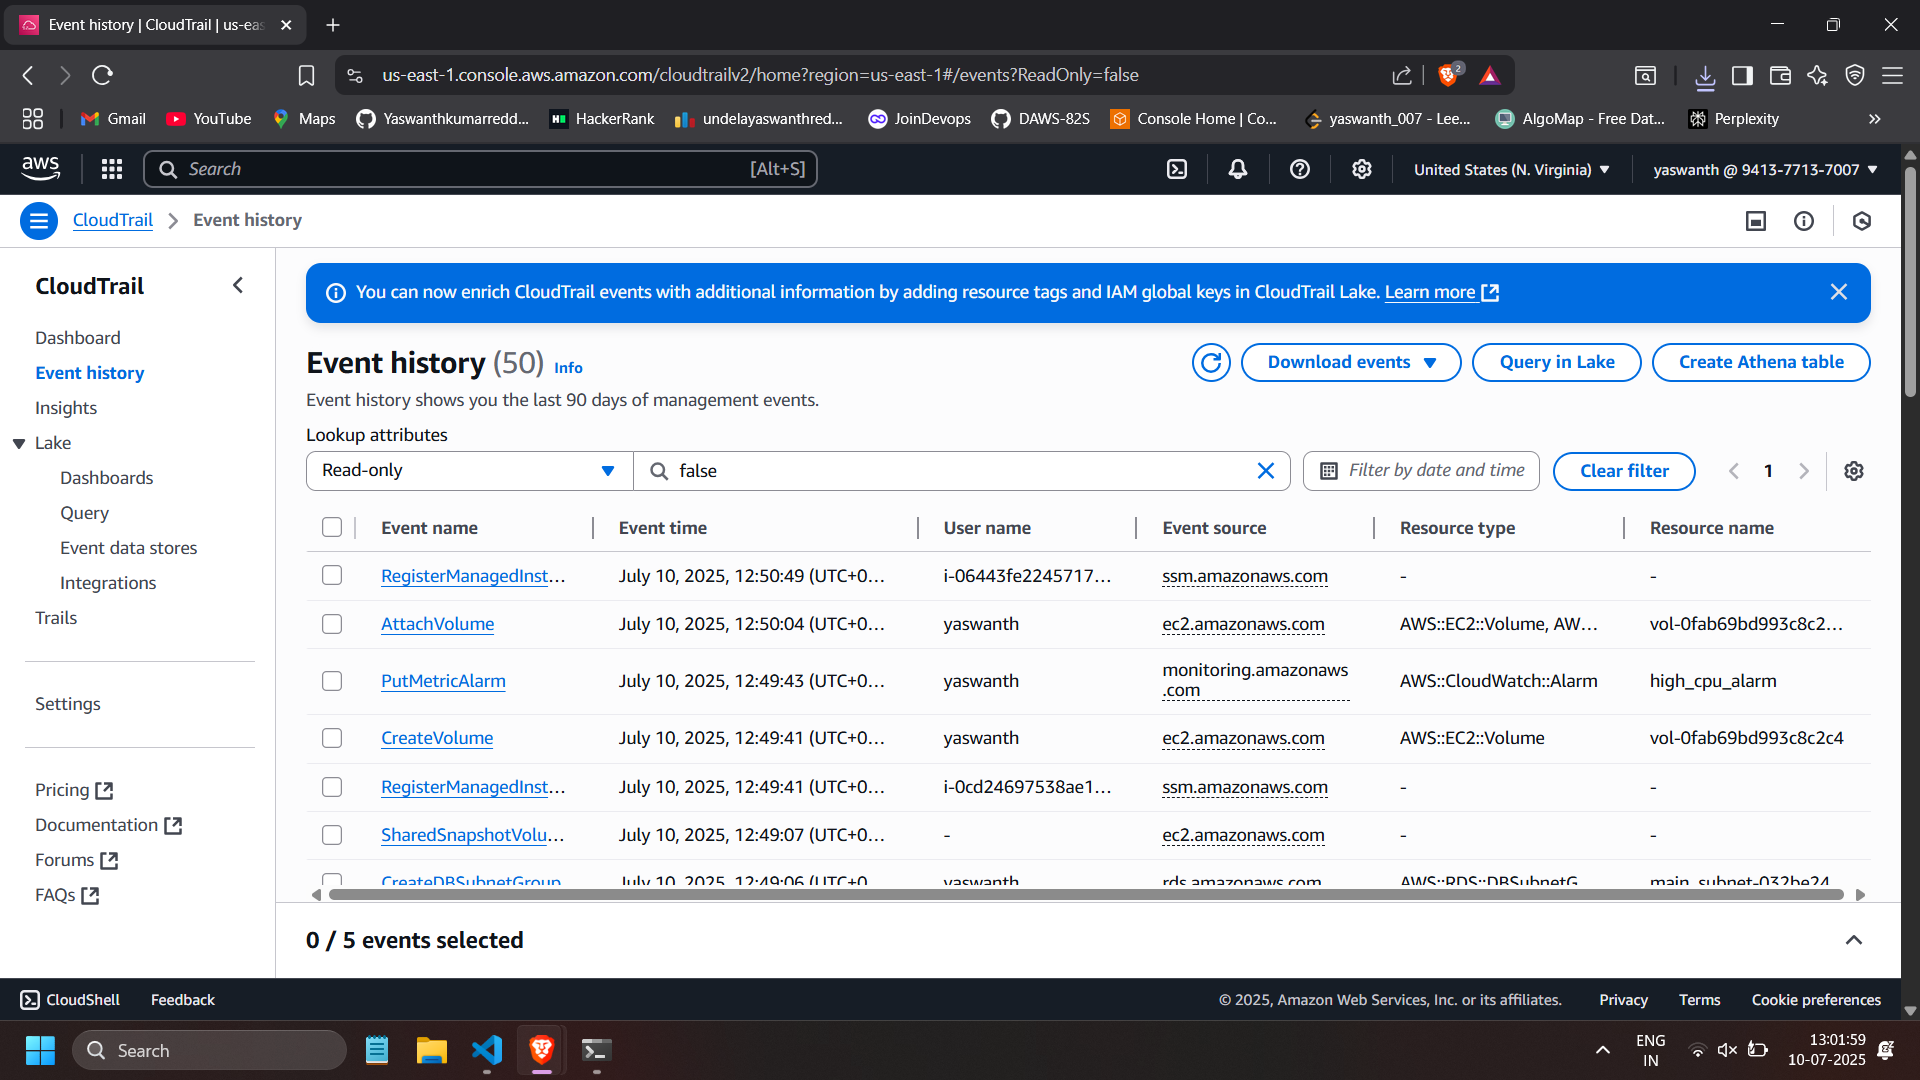 Event history | CloudTrail | us-eas
us-east-1.console.aws.amazon.com/cloudtrailv2/home?region=us-east-1#/events?ReadOnly=false
2
Gmail YouTube Maps Yaswanthkumarredd... HackerRank undelayaswanthred... JoinDevops DAWS-82S Console Home | Co... yaswanth_007 - Lee... AlgoMap - Free Dat... Perplexity
aws Search [Alt+S] United States (N. Virginia) yaswanth @ 9413-7713-7007
CloudTrail Event history
CloudTrail
Dashboard
Event history
Insights
Lake
Dashboards
Query
Event data stores
Integrations
Trails
Settings
Pricing
Documentation
Forums
FAQs
You can now enrich CloudTrail events with additional information by adding resource tags and IAM global keys in CloudTrail Lake. Learn more
Event history (50) Info
Download events Query in Lake Create Athena table
Event history shows you the last 90 days of management events.
Lookup attributes
Read-only false Filter by date and time Clear filter 1
Event name Event time User name Event source Resource type Resource name
RegisterManagedInst... July 10, 2025, 12:50:49 (UTC+0... i-06443fe2245717... ssm.amazonaws.com - -
AttachVolume July 10, 2025, 12:50:04 (UTC+0... yaswanth ec2.amazonaws.com AWS::EC2::Volume, AW... vol-0fab69bd993c8c2...
PutMetricAlarm July 10, 2025, 12:49:43 (UTC+0... yaswanth monitoring.amazonaws
.com AWS::CloudWatch::Alarm high_cpu_alarm
CreateVolume July 10, 2025, 12:49:41 (UTC+0... yaswanth ec2.amazonaws.com AWS::EC2::Volume vol-0fab69bd993c8c2c4
RegisterManagedInst... July 10, 2025, 12:49:41 (UTC+0... i-0cd24697538ae1... ssm.amazonaws.com - -
SharedSnapshotVolu... July 10, 2025, 12:49:07 (UTC+0... - ec2.amazonaws.com - -
CreateDBSubnetGroup July 10, 2025, 12:49:06 (UTC+0 yaswanth rds.amazonaws.com AWS::RDS::DBSubnetG main_subnet-032be24
0 / 5 events selected
CloudShell Feedback © 2025, Amazon Web Services, Inc. or its affiliates. Privacy Terms Cookie preferences
Search
ENG
IN
13:01:59
10-07-2025